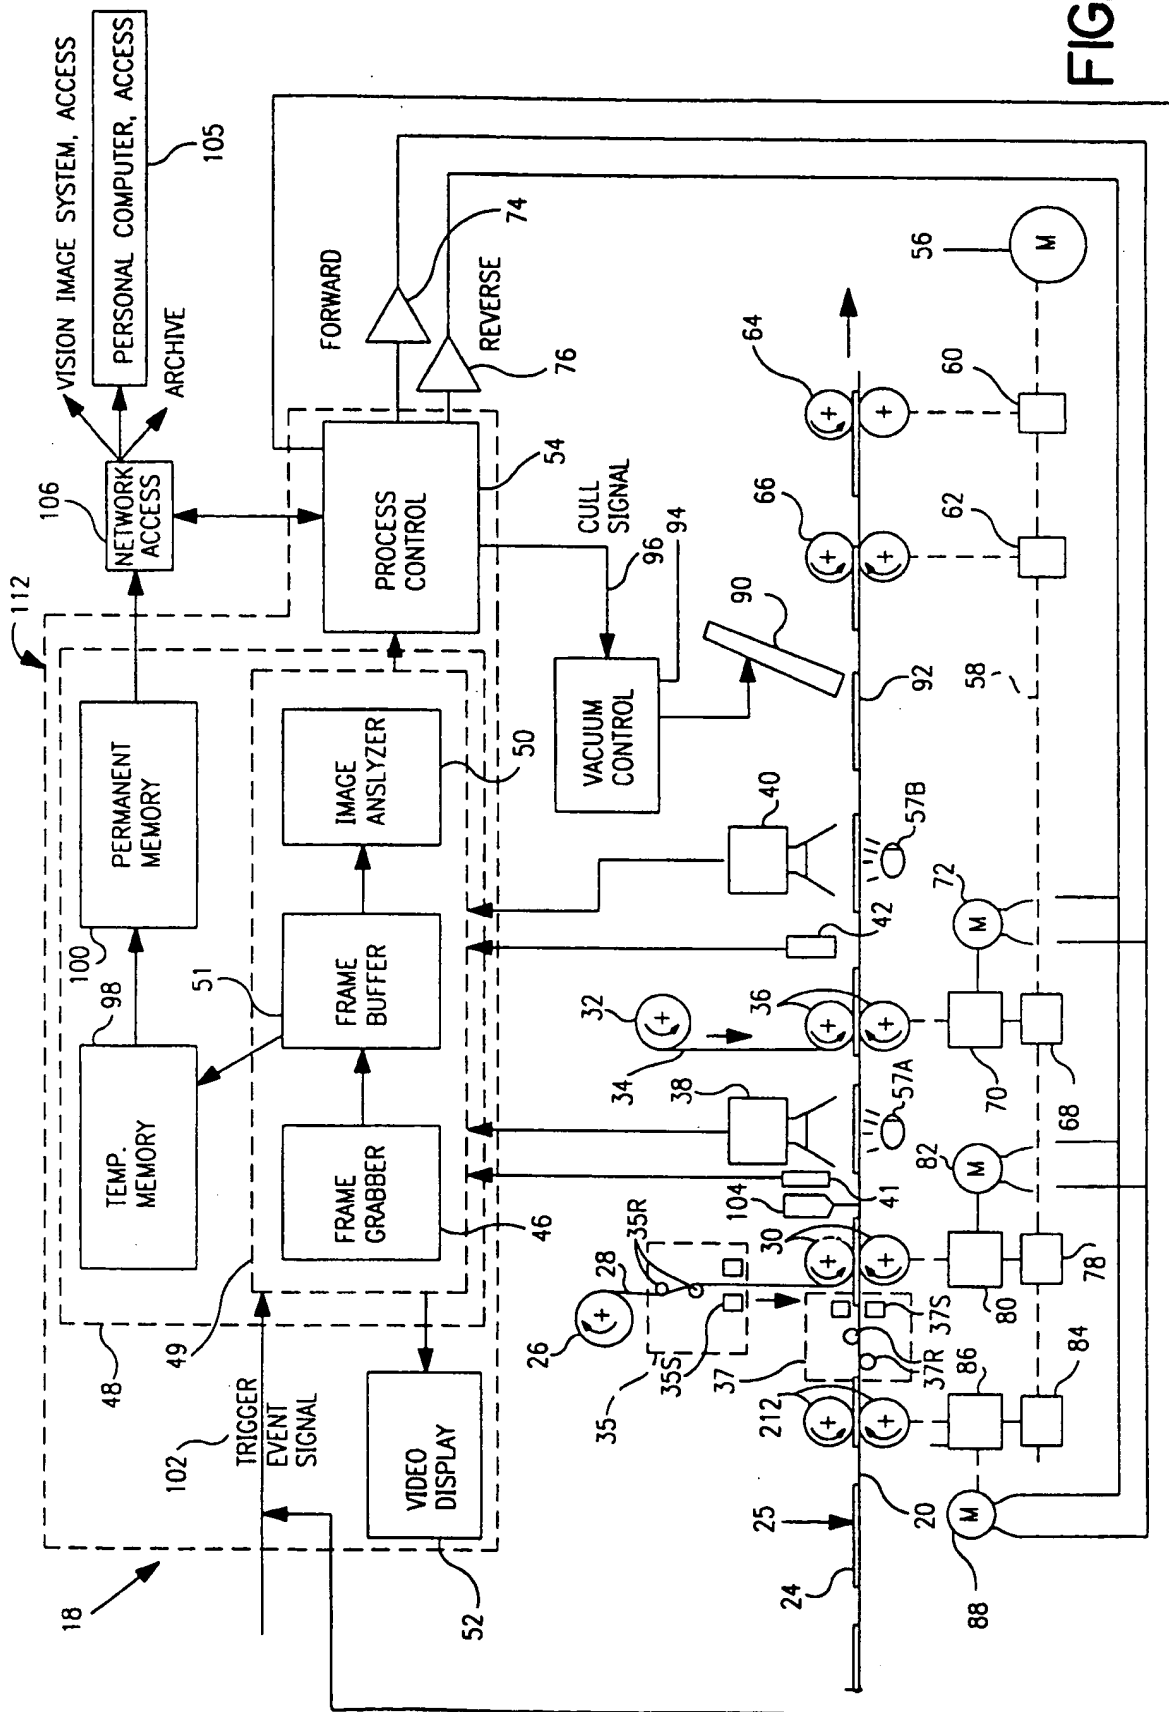 FIG
18
112
VISION IMAGE SYSTEM, ACCESS
PERSONAL COMPUTER, ACCESS
105
ARCHIVE
106
NETWORK
ACCESS
PERMANENT
MEMORY
100
98
TEMP.
MEMORY
51
49
48
FRAME
GRABBER
46
FRAME
BUFFER
IMAGE
ANSLYZER
50
102
TRIGGER
EVENT
SIGNAL
VIDEO
DISPLAY
52
PROCESS
CONTROL
54
FORWARD
74
REVERSE
76
CULL
SIGNAL
96
94
VACUUM
CONTROL
90
92
26
28
35R
35
35S
37
37S
37R
30
104
41
38
57A
32
34
36
42
40
57B
66
64
212
25
24
20
88
M
86
84
82
M
80
78
72
M
70
68
58
62
60
56
M